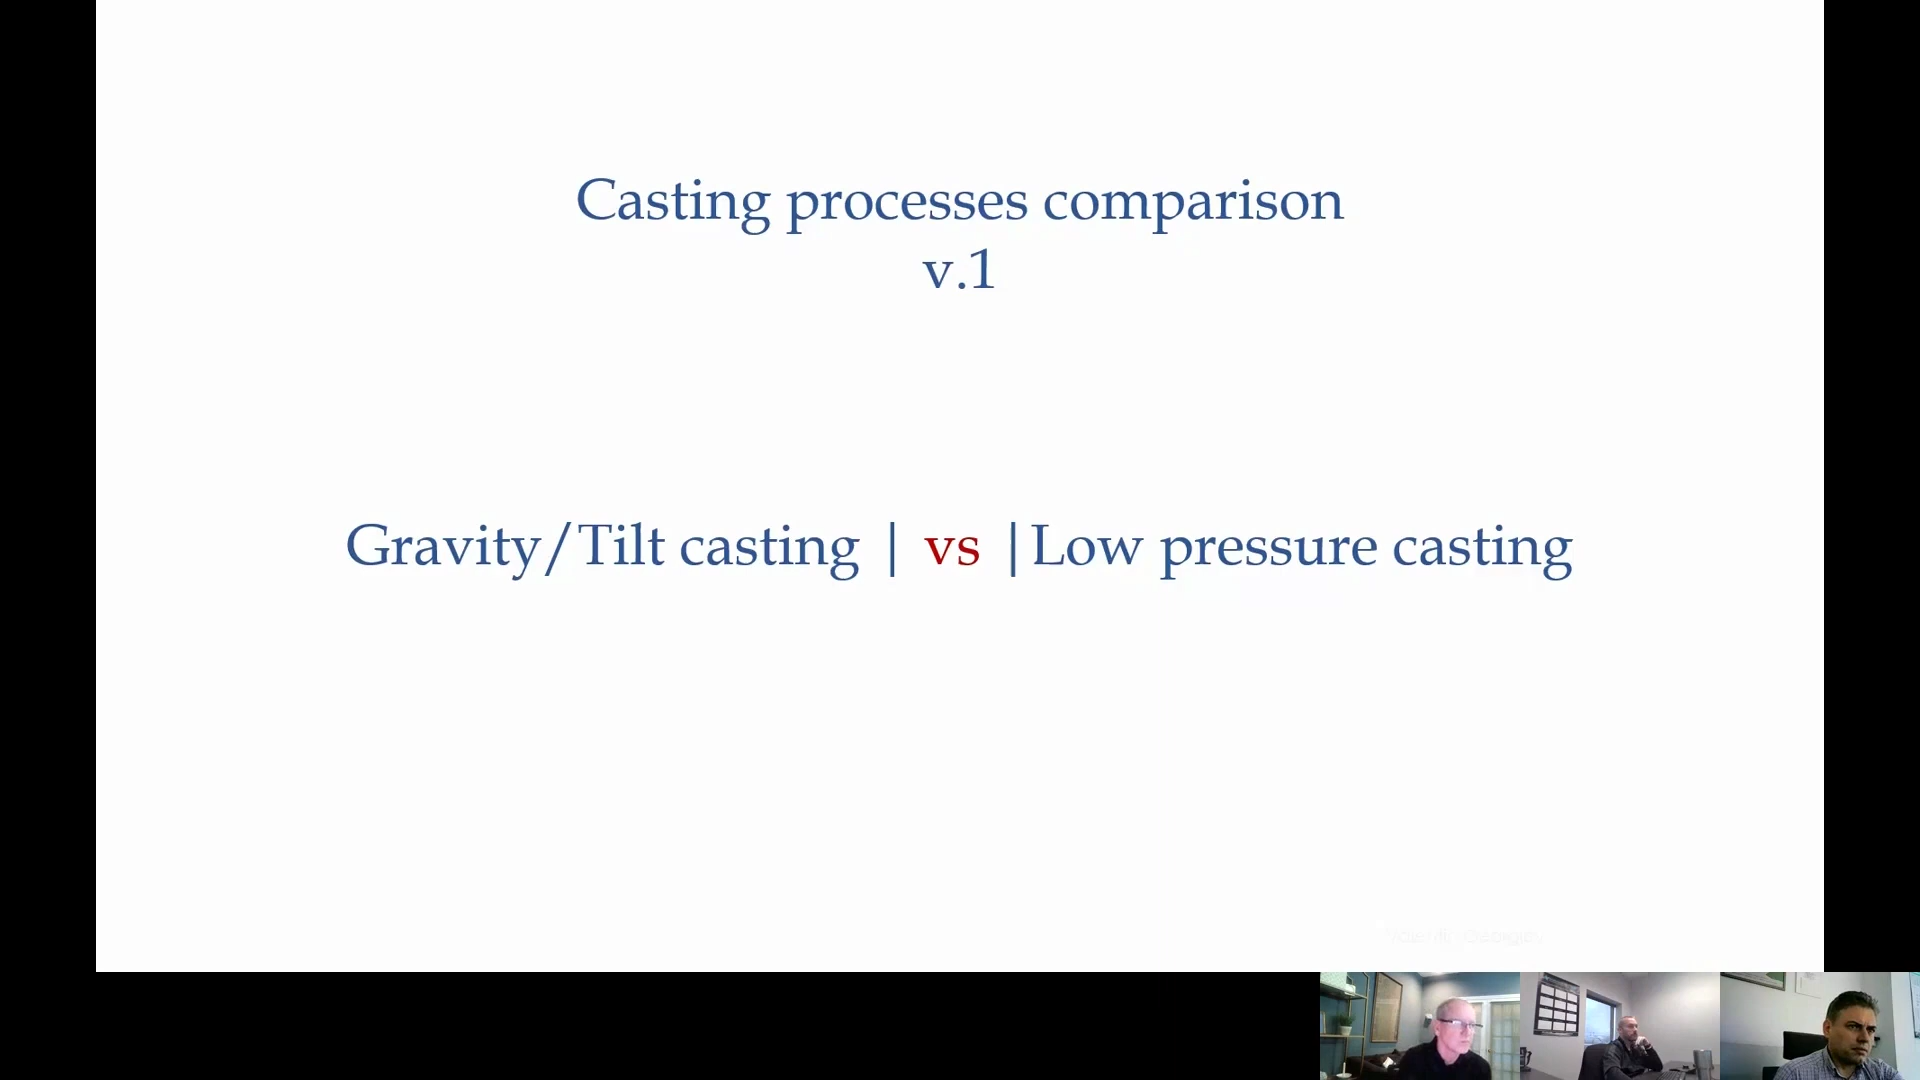 Casting processes comparison
v.1
Gravity/Tilt casting | vs |Low pressure casting